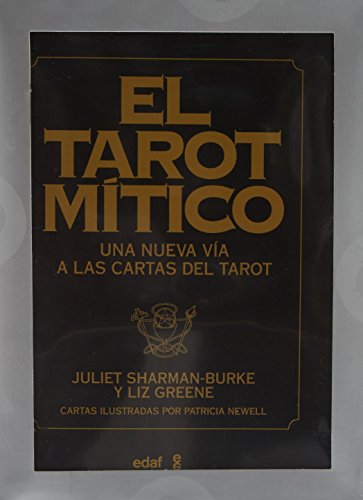 EL
TAROT
MÍTICO
UNA NUEVA VÍA
A LAS CARTAS DEL TAROT
JULIET SHARMAN-BURKE
Y LIZ GREENE
CARTAS ILUSTRADAS POR PATRICIA NEWELL
edaf